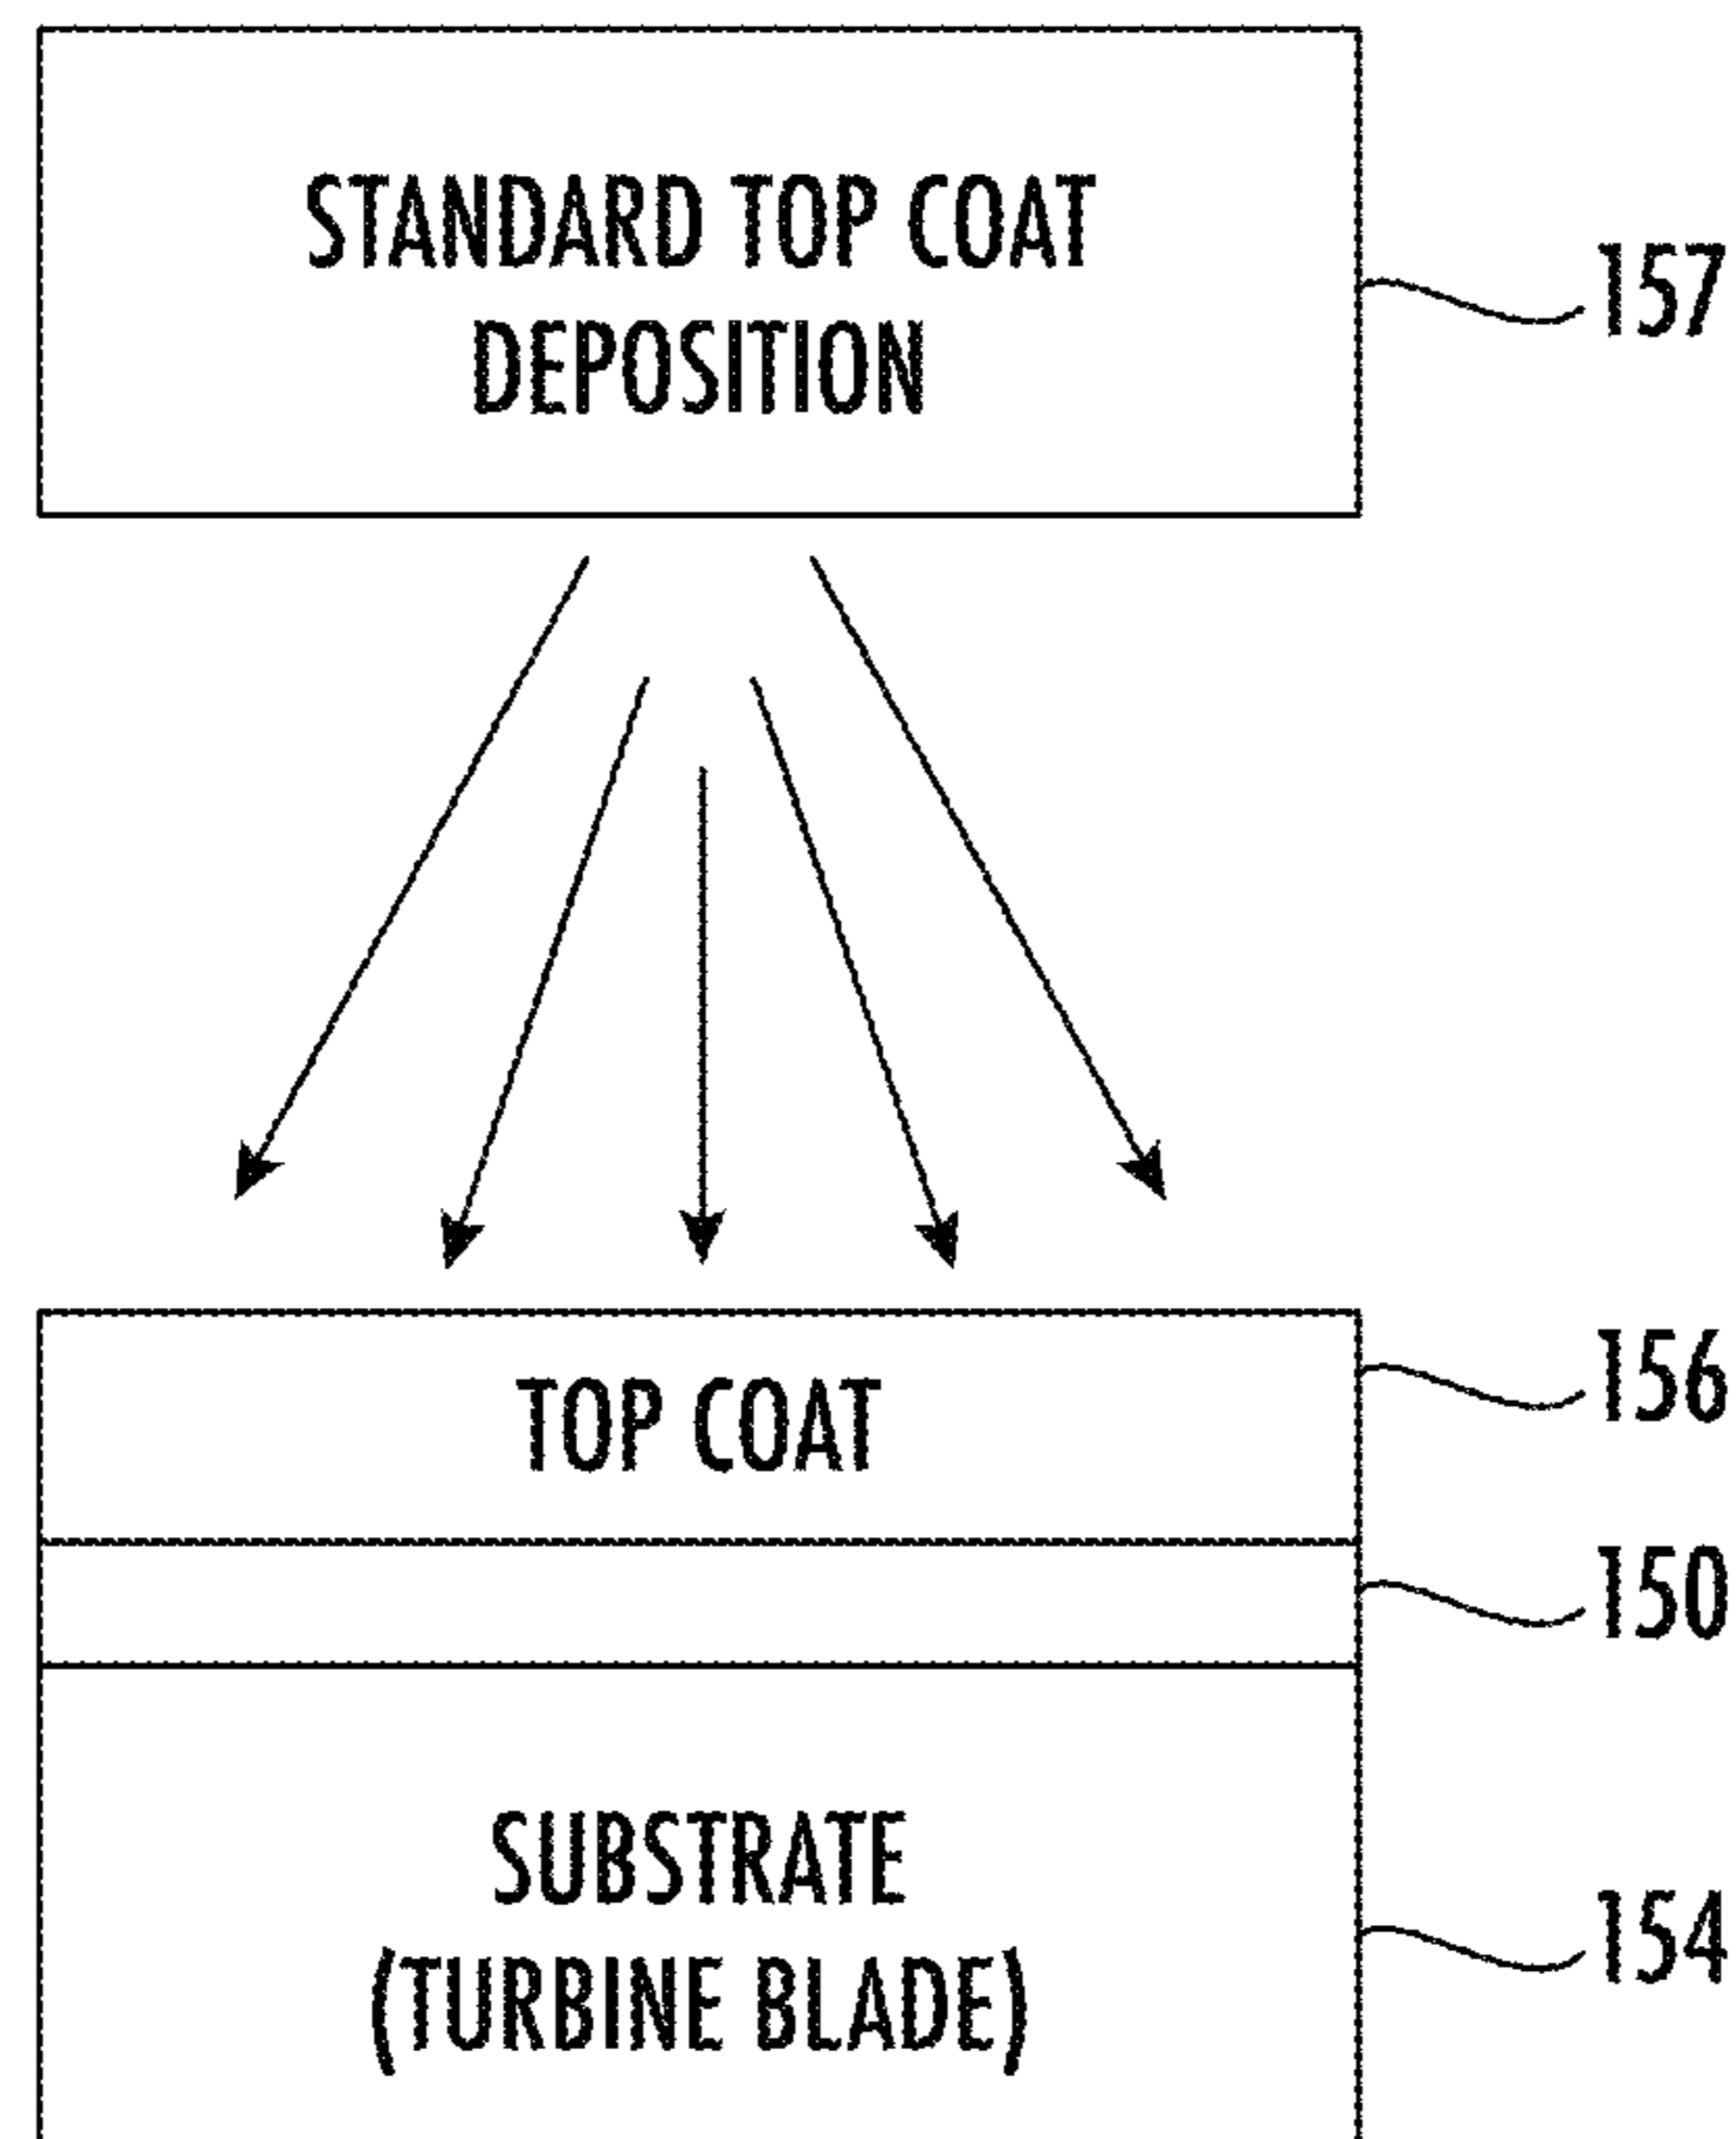 STANDARD TOP COAT
DEPOSITION
157
TOP COAT
156
150
SUBSTRATE
(TURBINE BLADE)
154